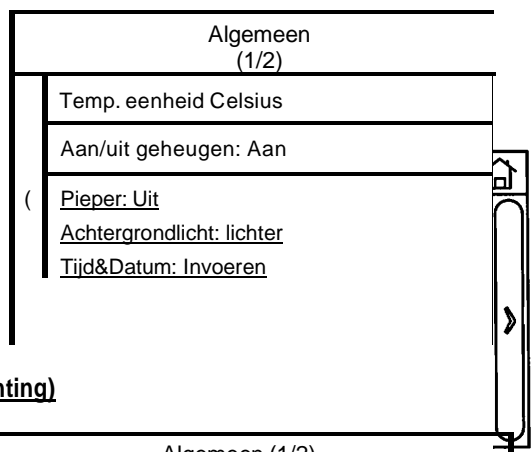 Algemeen
(1/2)
Temp. eenheid Celsius
Aan/uit geheugen: Aan
( Pieper: Uit
Achtergrondlicht: lichter
Tijd&Datum: Invoeren
nting)
Algemeen (1/2)